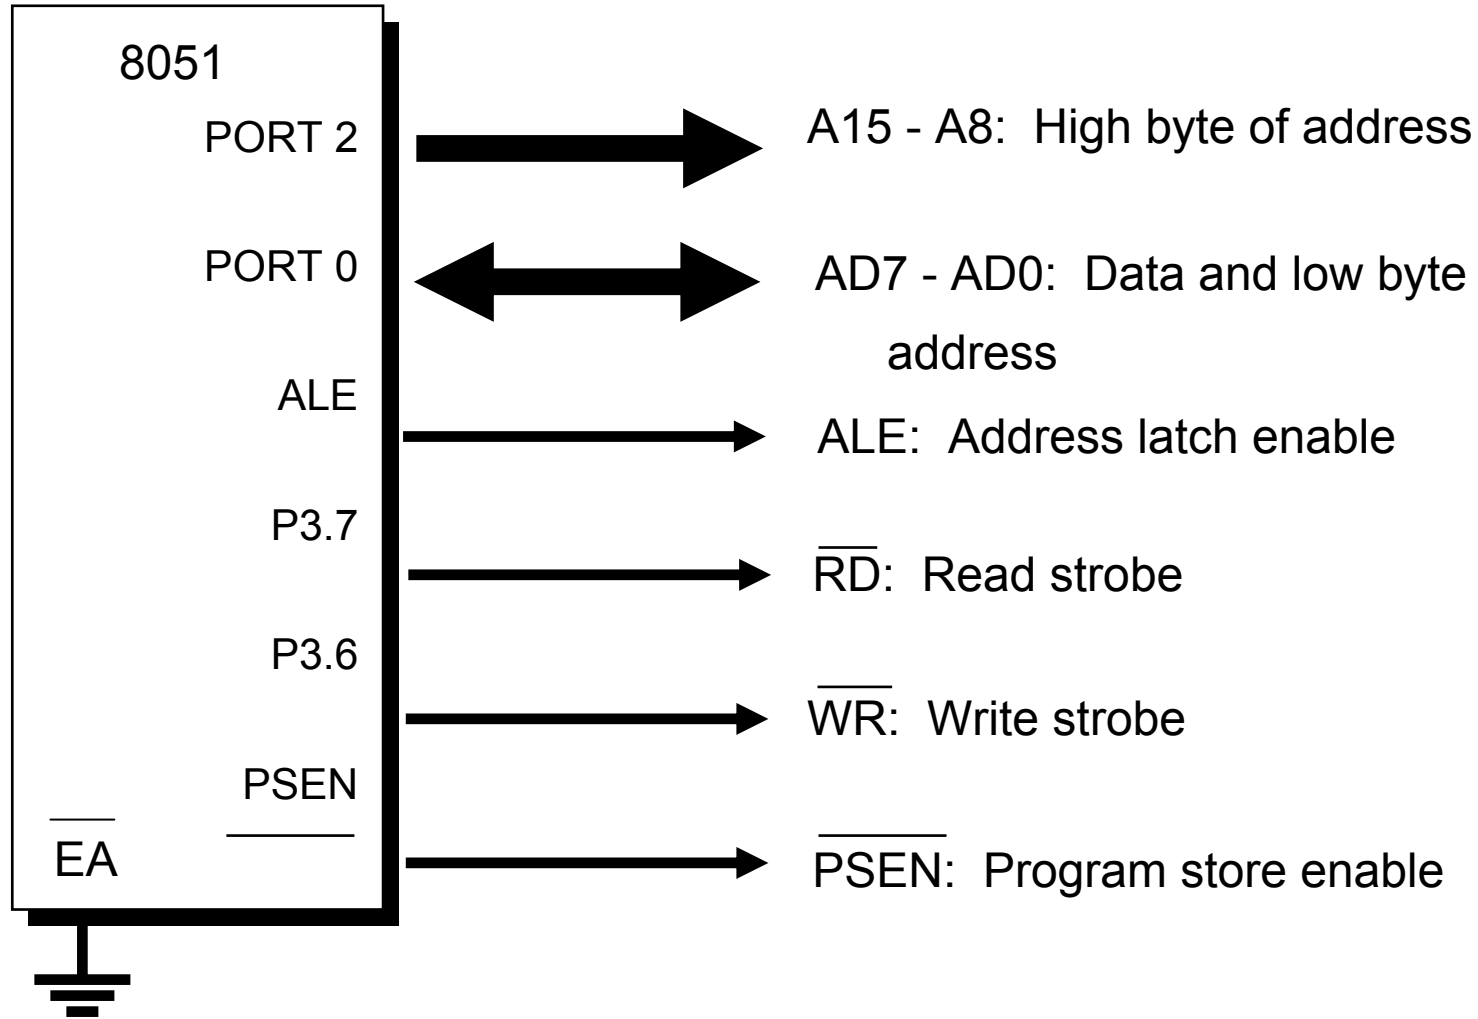 8051
PORT 2
A15 - A8: High byte of address
PORT 0
AD7 - AD0: Data and low byte
address
ALE
ALE: Address latch enable
P3.7
RD: Read strobe
P3.6
WR: Write strobe
PSEN
EA
PSEN: Program store enable